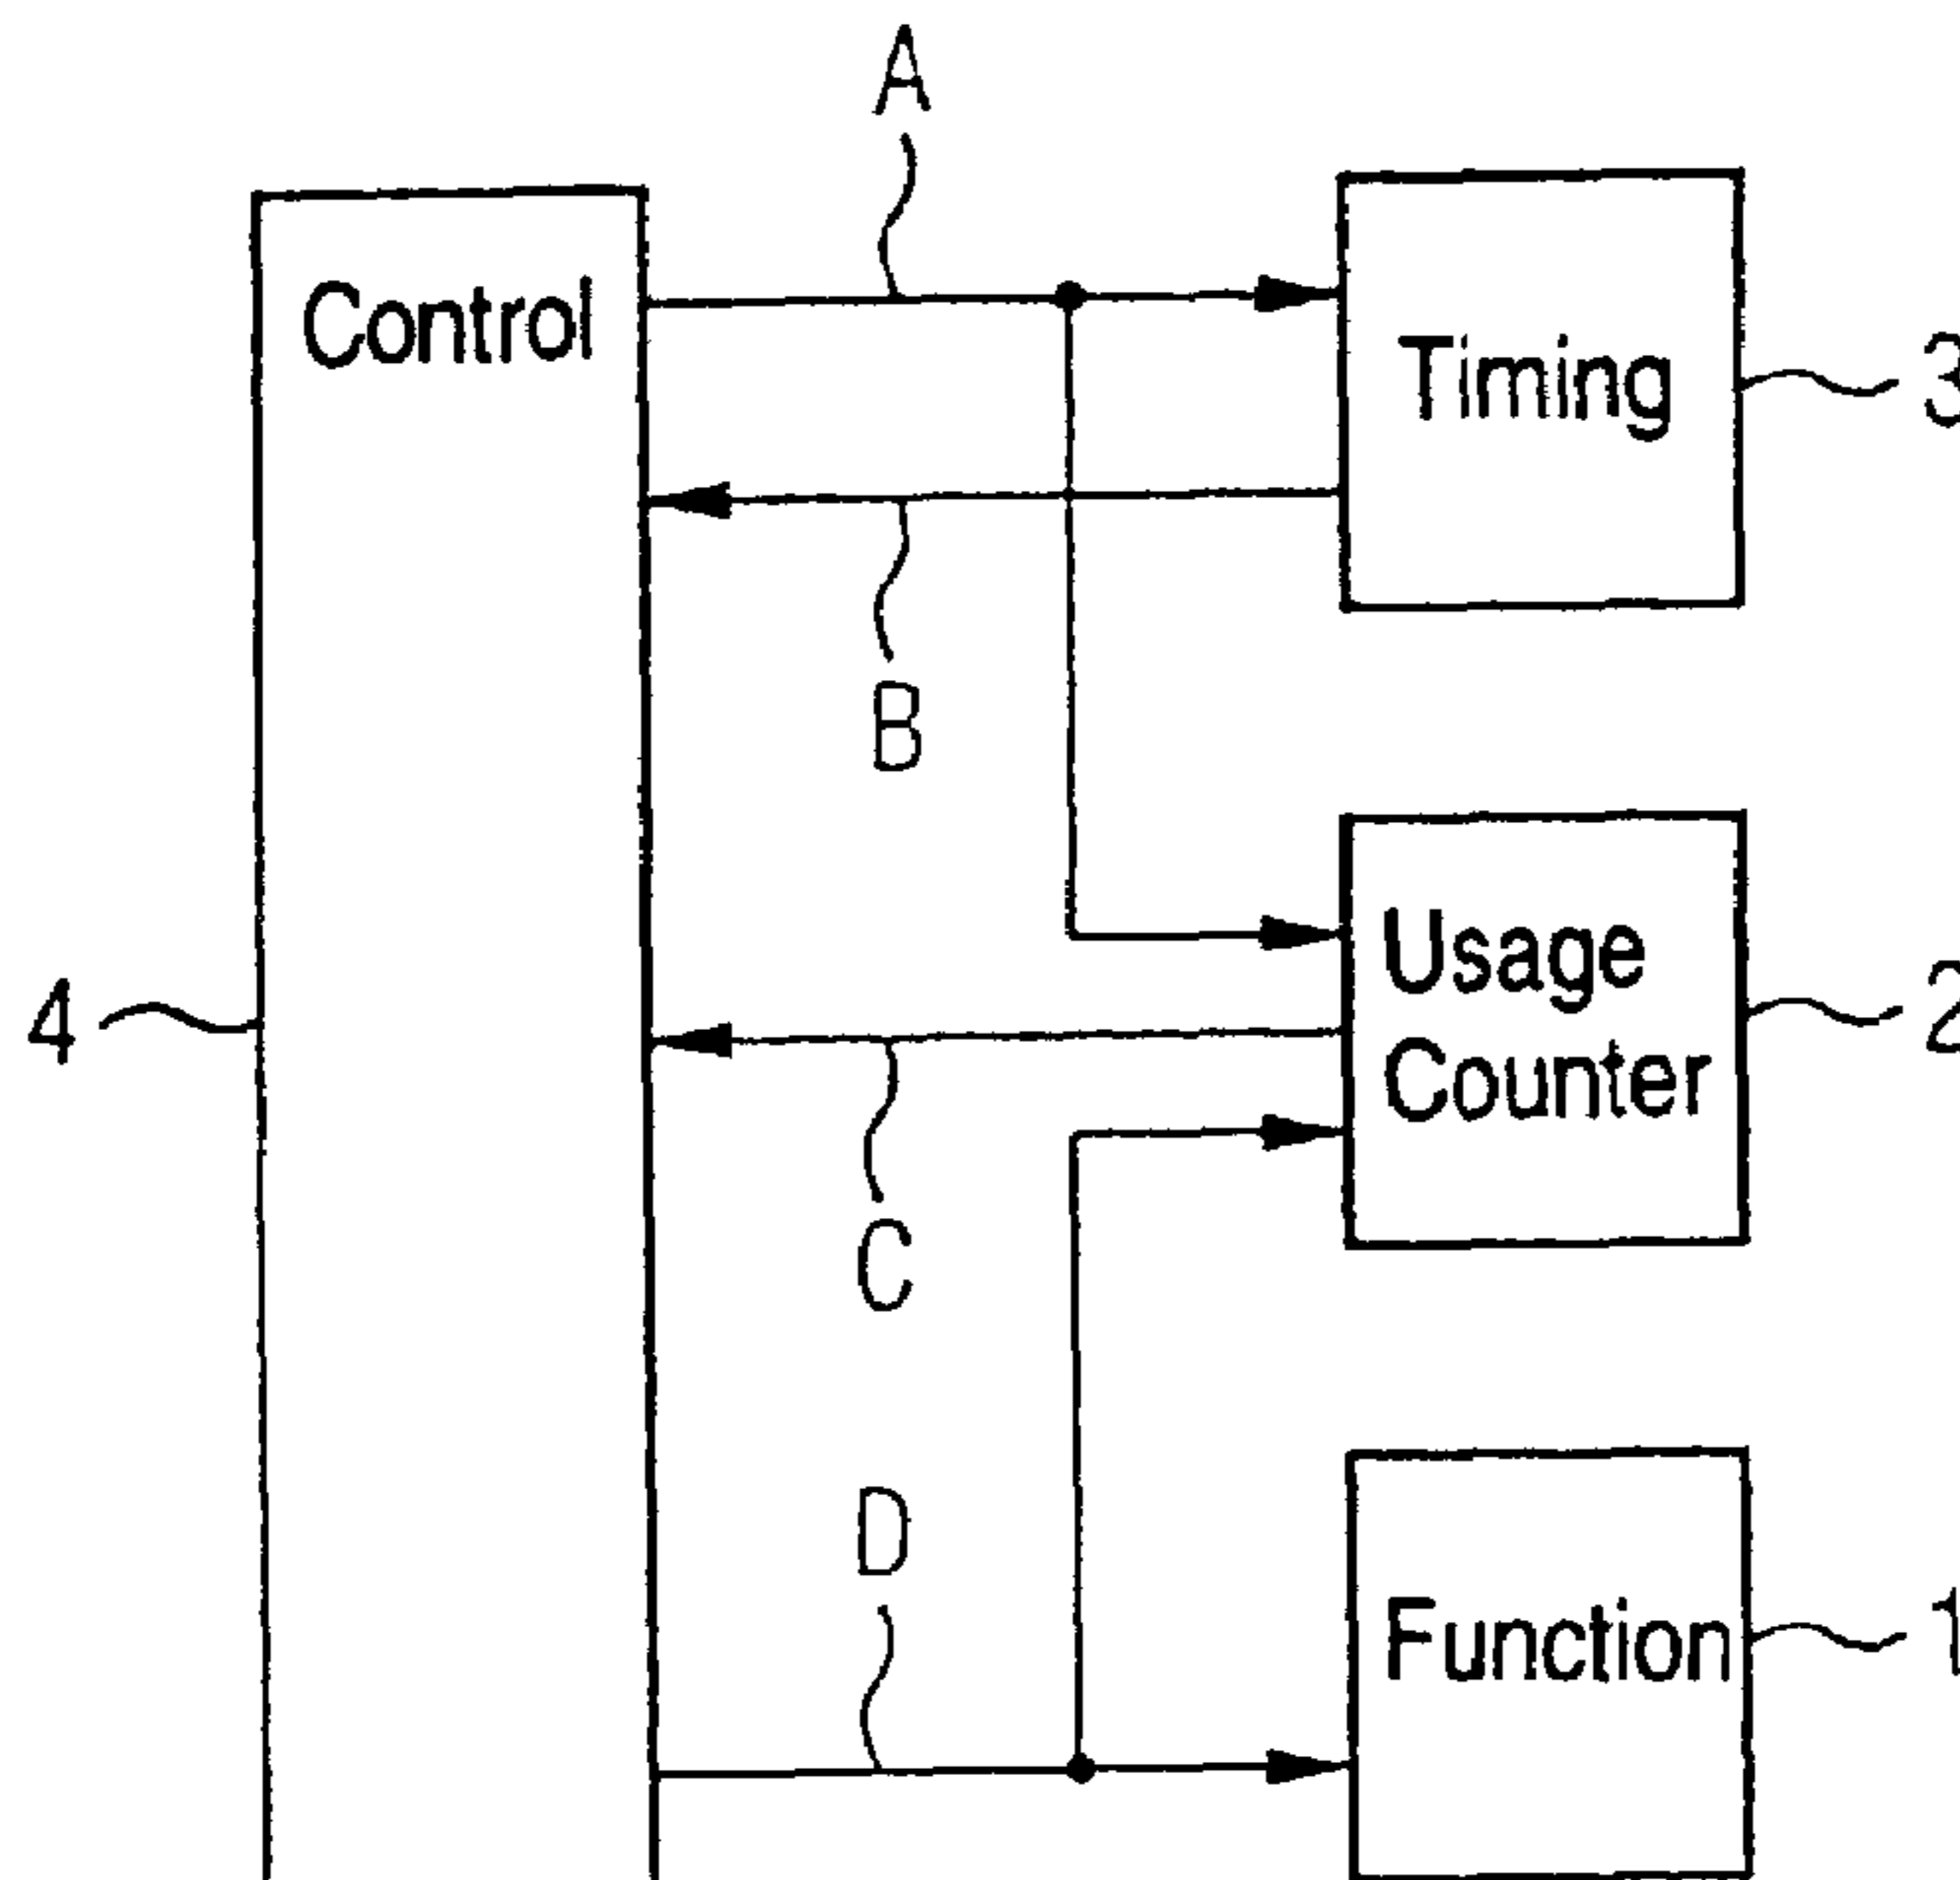 A
Control
Timing
3
B
Usage
Counter
2
4
C
D
Function
1